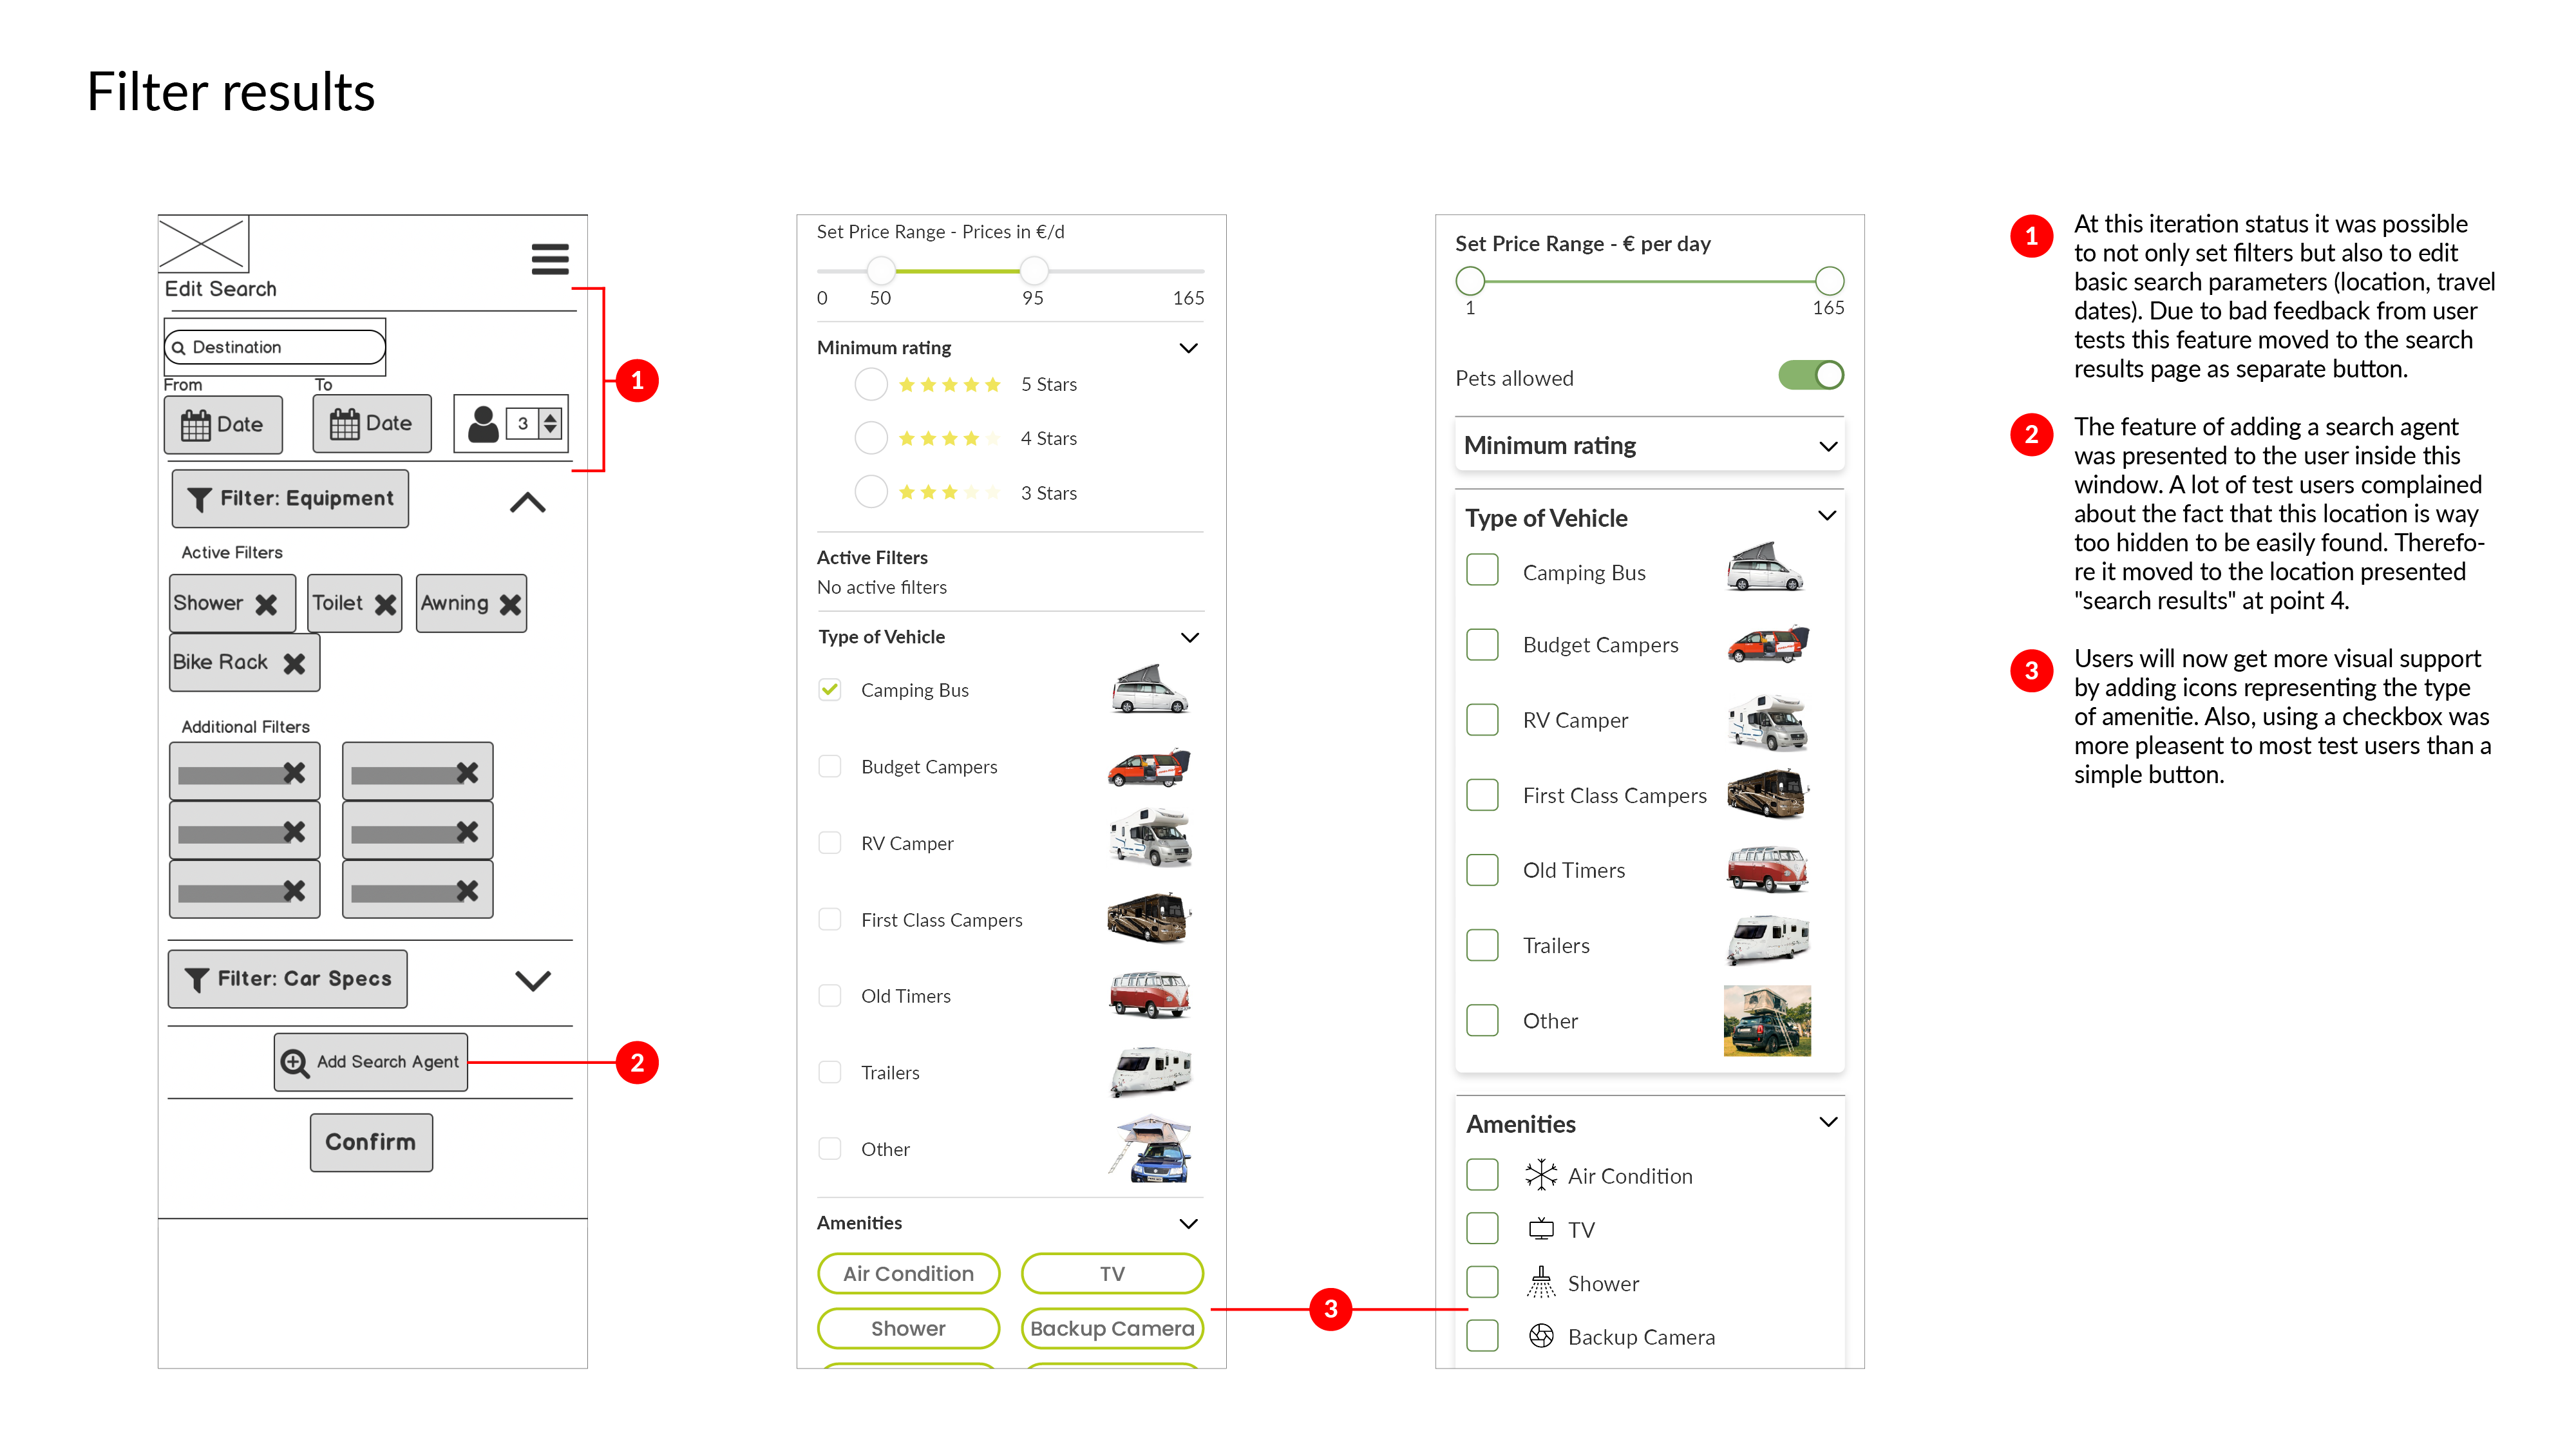 Filter results
Edit Search
Destination
From
To
Date
Date
3
1
Filter: Equipment
Active Filters
Shower
Toilet
Awning
Bike Rack
Additional Filters
Filter: Car Specs
Add Search Agent
2
Confirm
Set Price Range - Prices in €/d
0 50 95 165
Minimum rating
5 Stars
4 Stars
3 Stars
Active Filters
No active filters
Type of Vehicle
Camping Bus
Budget Campers
RV Camper
First Class Campers
Old Timers
Trailers
Other
Amenities
Air Condition
TV
Shower
Backup Camera
3
Set Price Range - € per day
1 165
Pets allowed
Minimum rating
Type of Vehicle
Camping Bus
Budget Campers
RV Camper
First Class Campers
Old Timers
Trailers
Other
Amenities
Air Condition
TV
Shower
Backup Camera
1
At this iteration status it was possible
to not only set filters but also to edit
basic search parameters (location, travel
dates). Due to bad feedback from user
tests this feature moved to the search
results page as separate button.
2
The feature of adding a search agent
was presented to the user inside this
window. A lot of test users complained
about the fact that this location is way
too hidden to be easily found. Therefo-
re it moved to the location presented
"search results" at point 4.
3
Users will now get more visual support
by adding icons representing the type
of amenitie. Also, using a checkbox was
more pleasent to most test users than a
simple button.